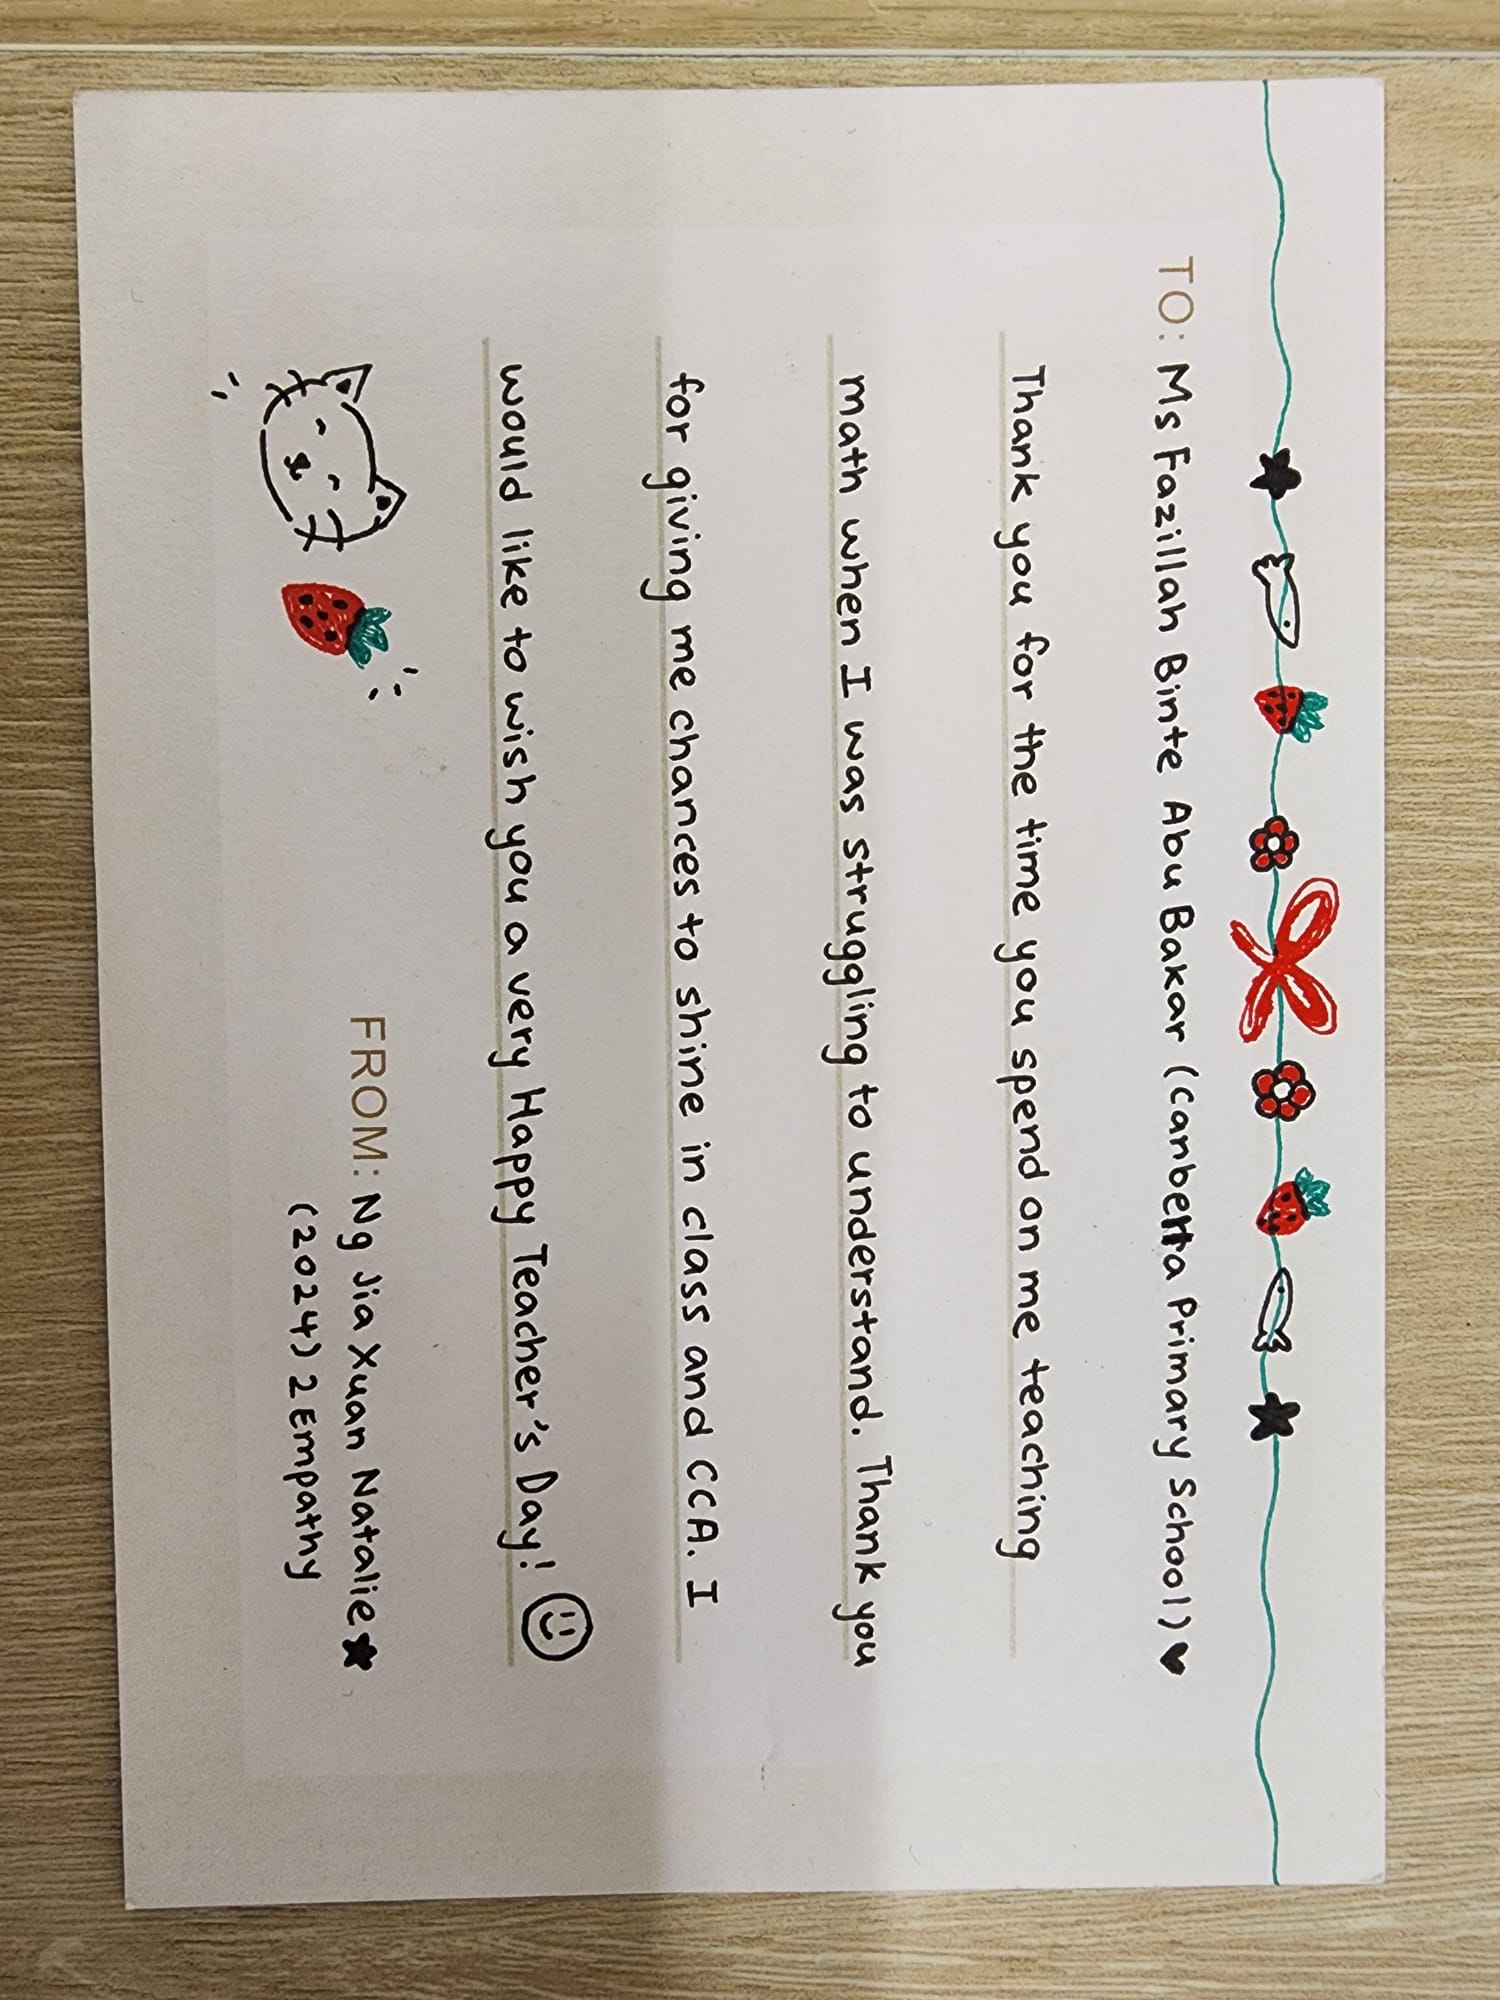 TO: Ms Fazillah Binte Abu Bakar (Canberra Primary School) ♥
Thank you for the time you spend on me teaching
math when I was struggling to understand. Thank you
for giving me chances to shine in class and CCA. I
would like to wish you a very Happy Teacher's Day! ☺
FROM: Ng Jia Xuan Natalie ★
(2024) 2 Empathy